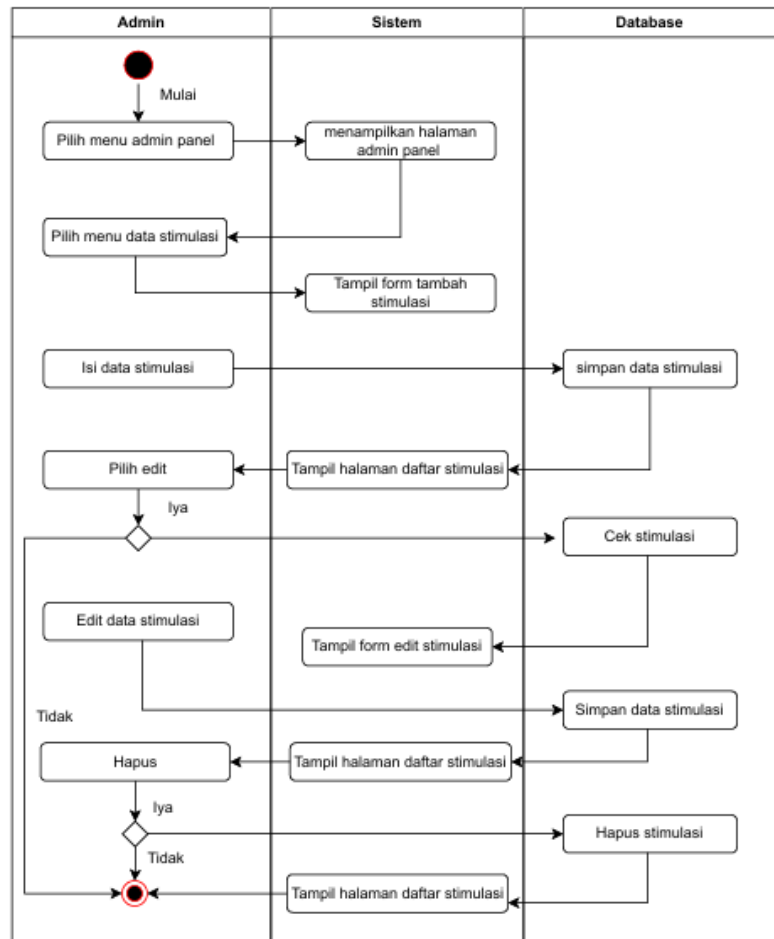 Admin
Sistem
Database
Mulai
Pilih menu admin panel
menampilkan halaman
admin panel
Pilih menu data stimulasi
Tampil form tambah
stimulasi
Isi data stimulasi
simpan data stimulasi
Pilih edit
Tampil halaman daftar stimulasi
Iya
Cek stimulasi
Edit data stimulasi
Tampil form edit stimulasi
Simpan data stimulasi
Tidak
Hapus
Tampil halaman daftar stimulasi
Iya
Hapus stimulasi
Tidak
Tampil halaman daftar stimulasi